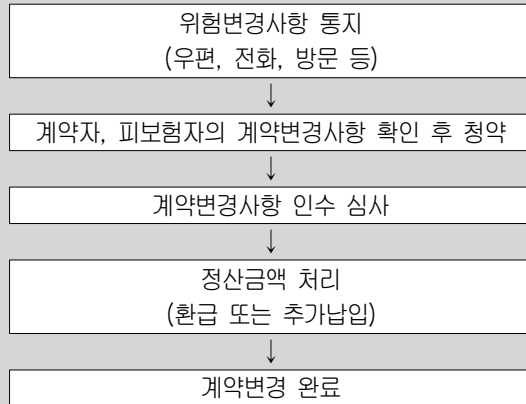 위험변경사항 통지
(우편, 전화, 방문 등)
↓
계약자, 피보험자의 계약변경사항 확인 후 청약
↓
계약변경사항 인수 심사
↓
정산금액 처리
(환급 또는 추가납입)
↓
계약변경 완료